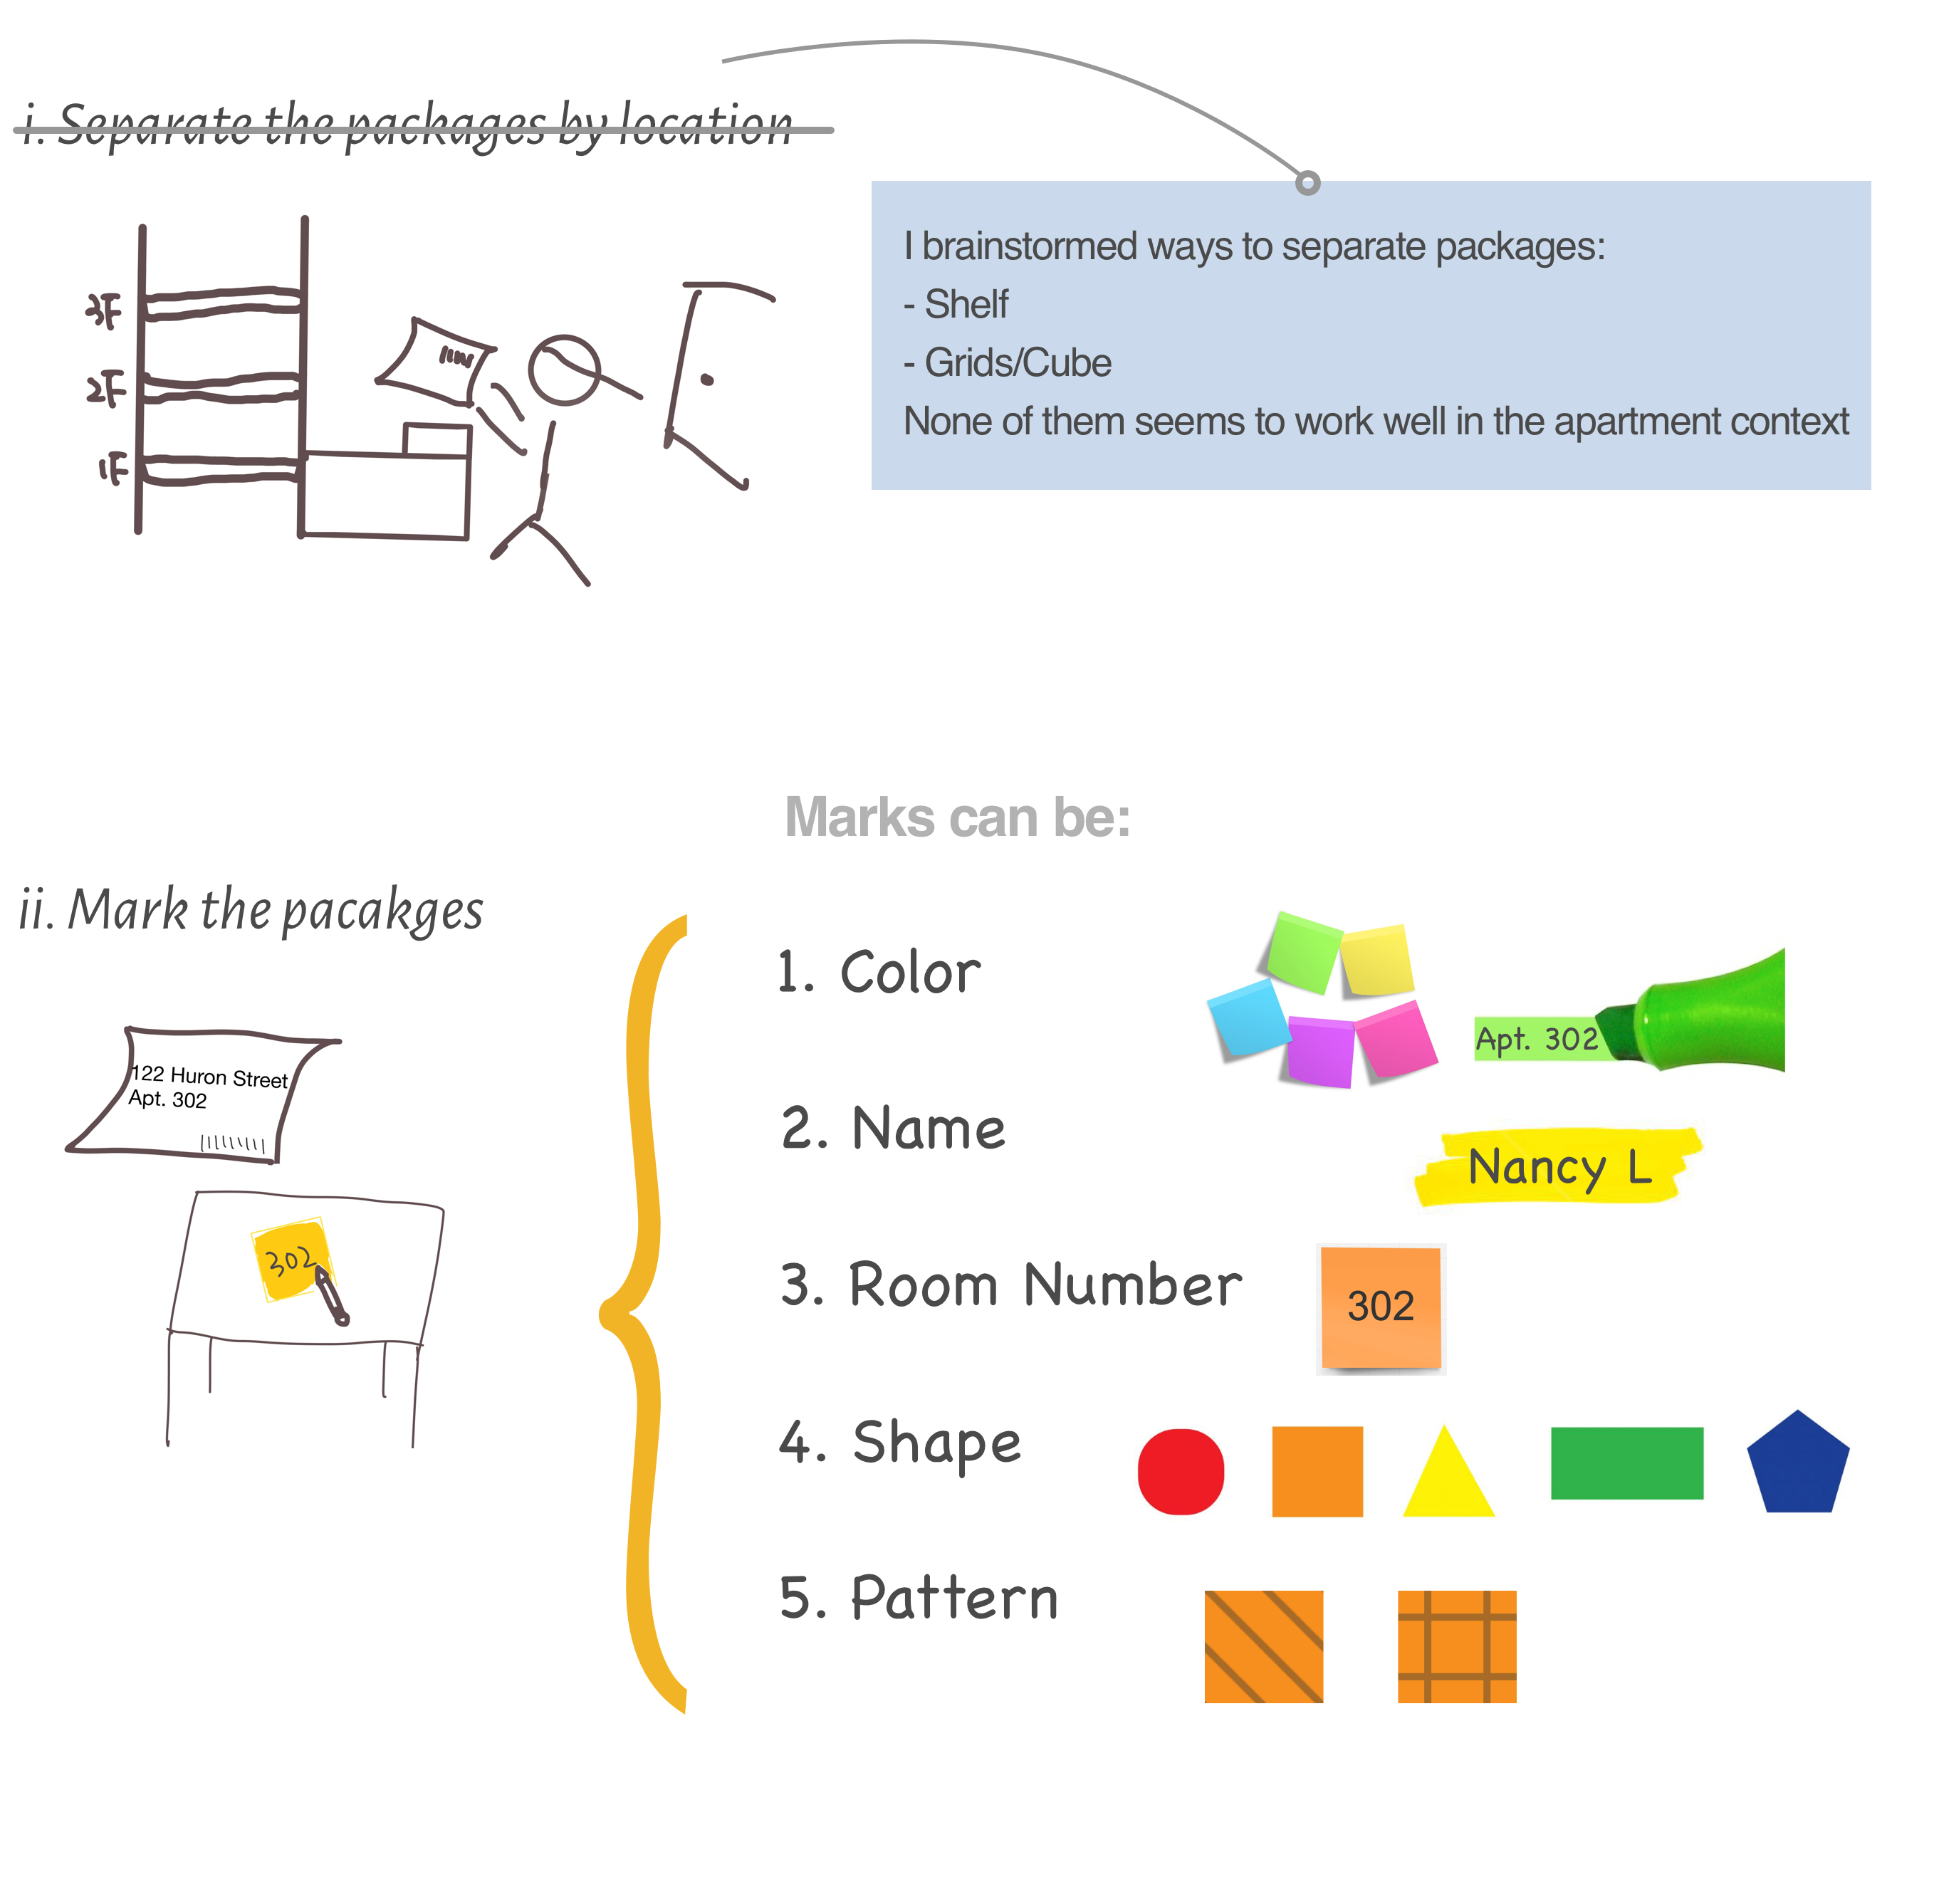 i. Separate the packages by location
I brainstormed ways to separate packages:
- Shelf
- Grids/Cube
None of them seems to work well in the apartment context
3F
2F
1F
Marks can be:
ii. Mark the pacakges
122 Huron Street
Apt. 302
302
1. Color
Apt. 302
2. Name
Nancy L
3. Room Number
302
4. Shape
5. Pattern